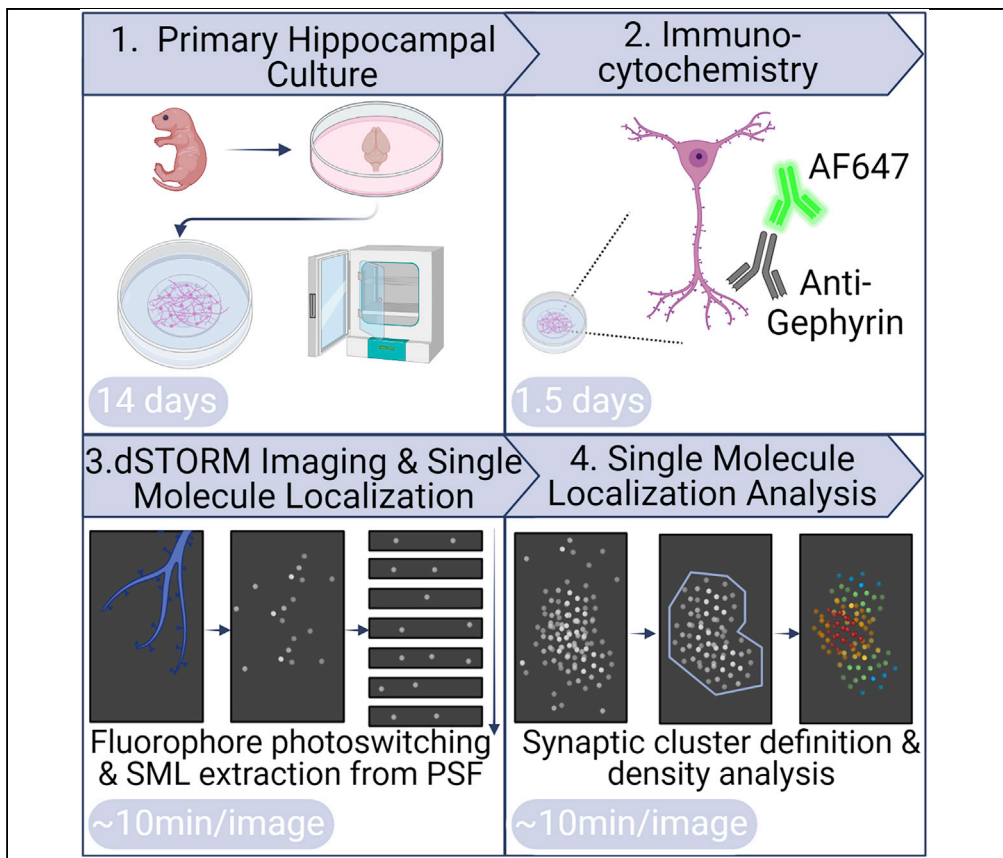 1. Primary Hippocampal
Culture
14 days
2. Immuno-
cytochemistry
AF647
Anti-
Gephyrin
1.5 days
3.dSTORM Imaging & Single
Molecule Localization
Fluorophore photoswitching
& SML extraction from PSF
~10min/image
4. Single Molecule
Localization Analysis
Synaptic cluster definition &
density analysis
~10min/image